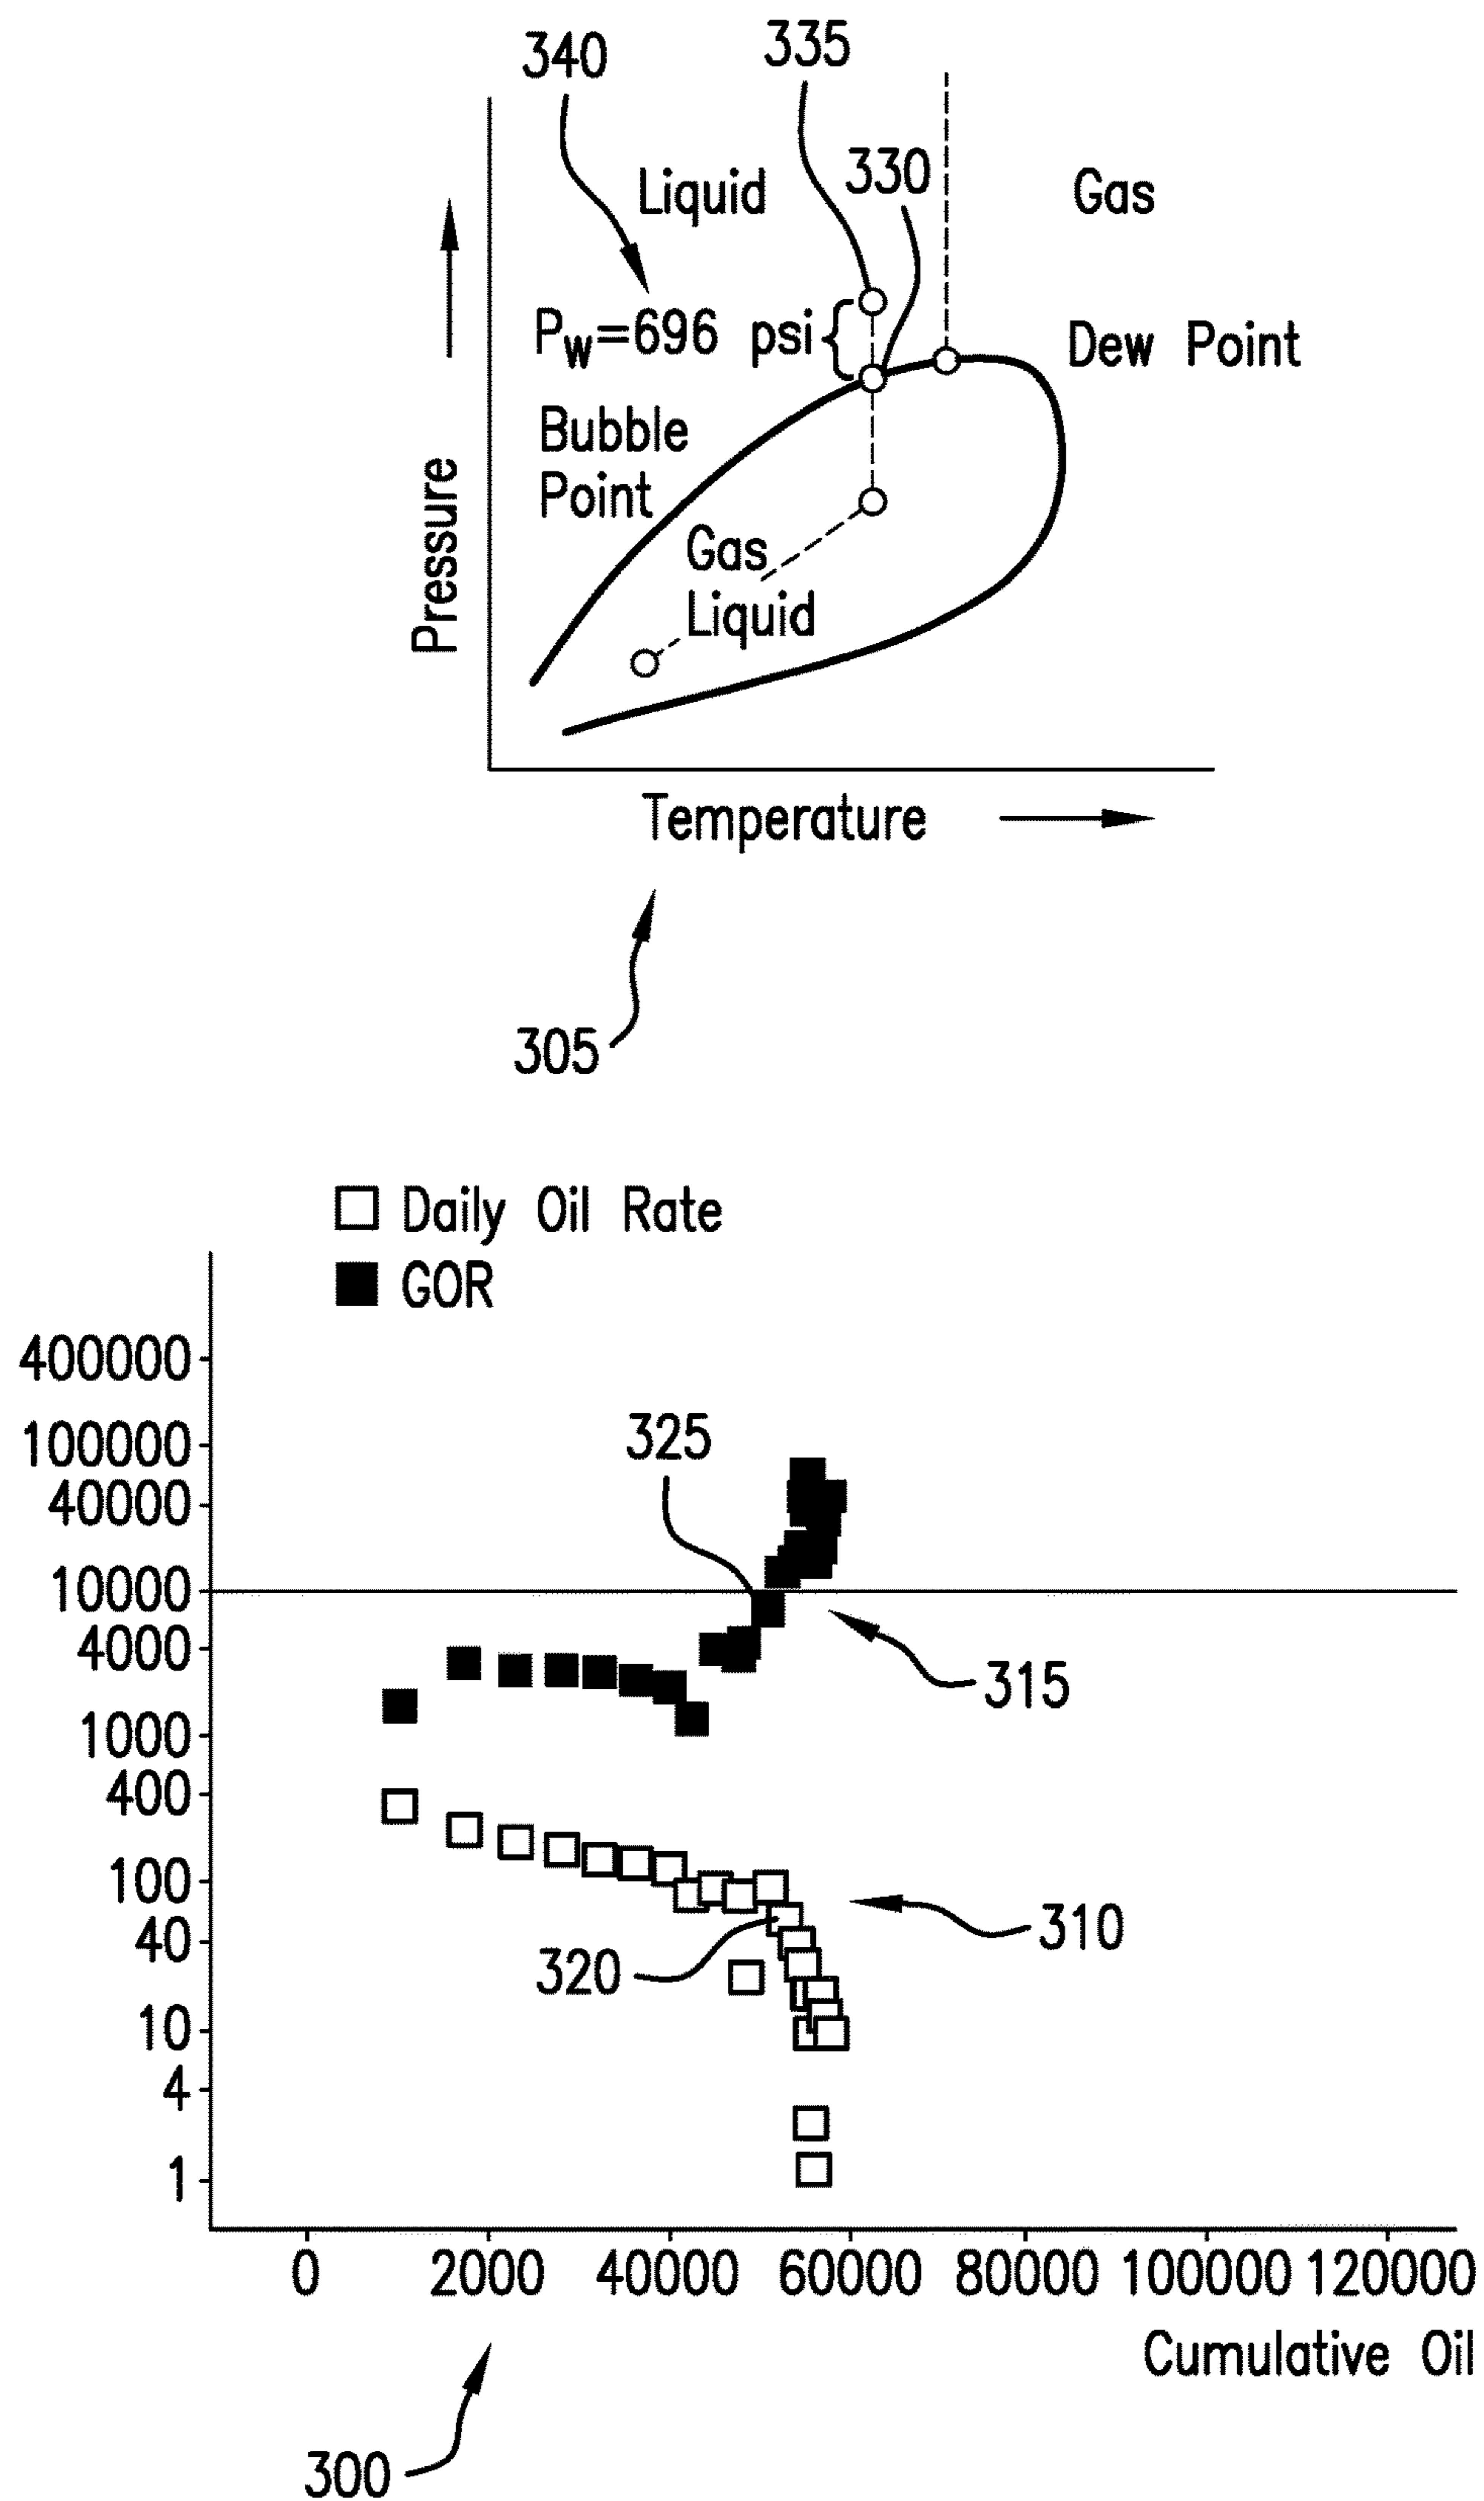 340
335
330
Liquid
Gas
Pw=696 psi
Dew Point
Bubble
Point
Gas
Liquid
Pressure
Temperature
305
Daily Oil Rate
GOR
400000
100000
40000
10000
4000
1000
400
100
40
10
4
1
325
315
310
320
0 2000 40000 60000 80000 100000 120000
Cumulative Oil
300